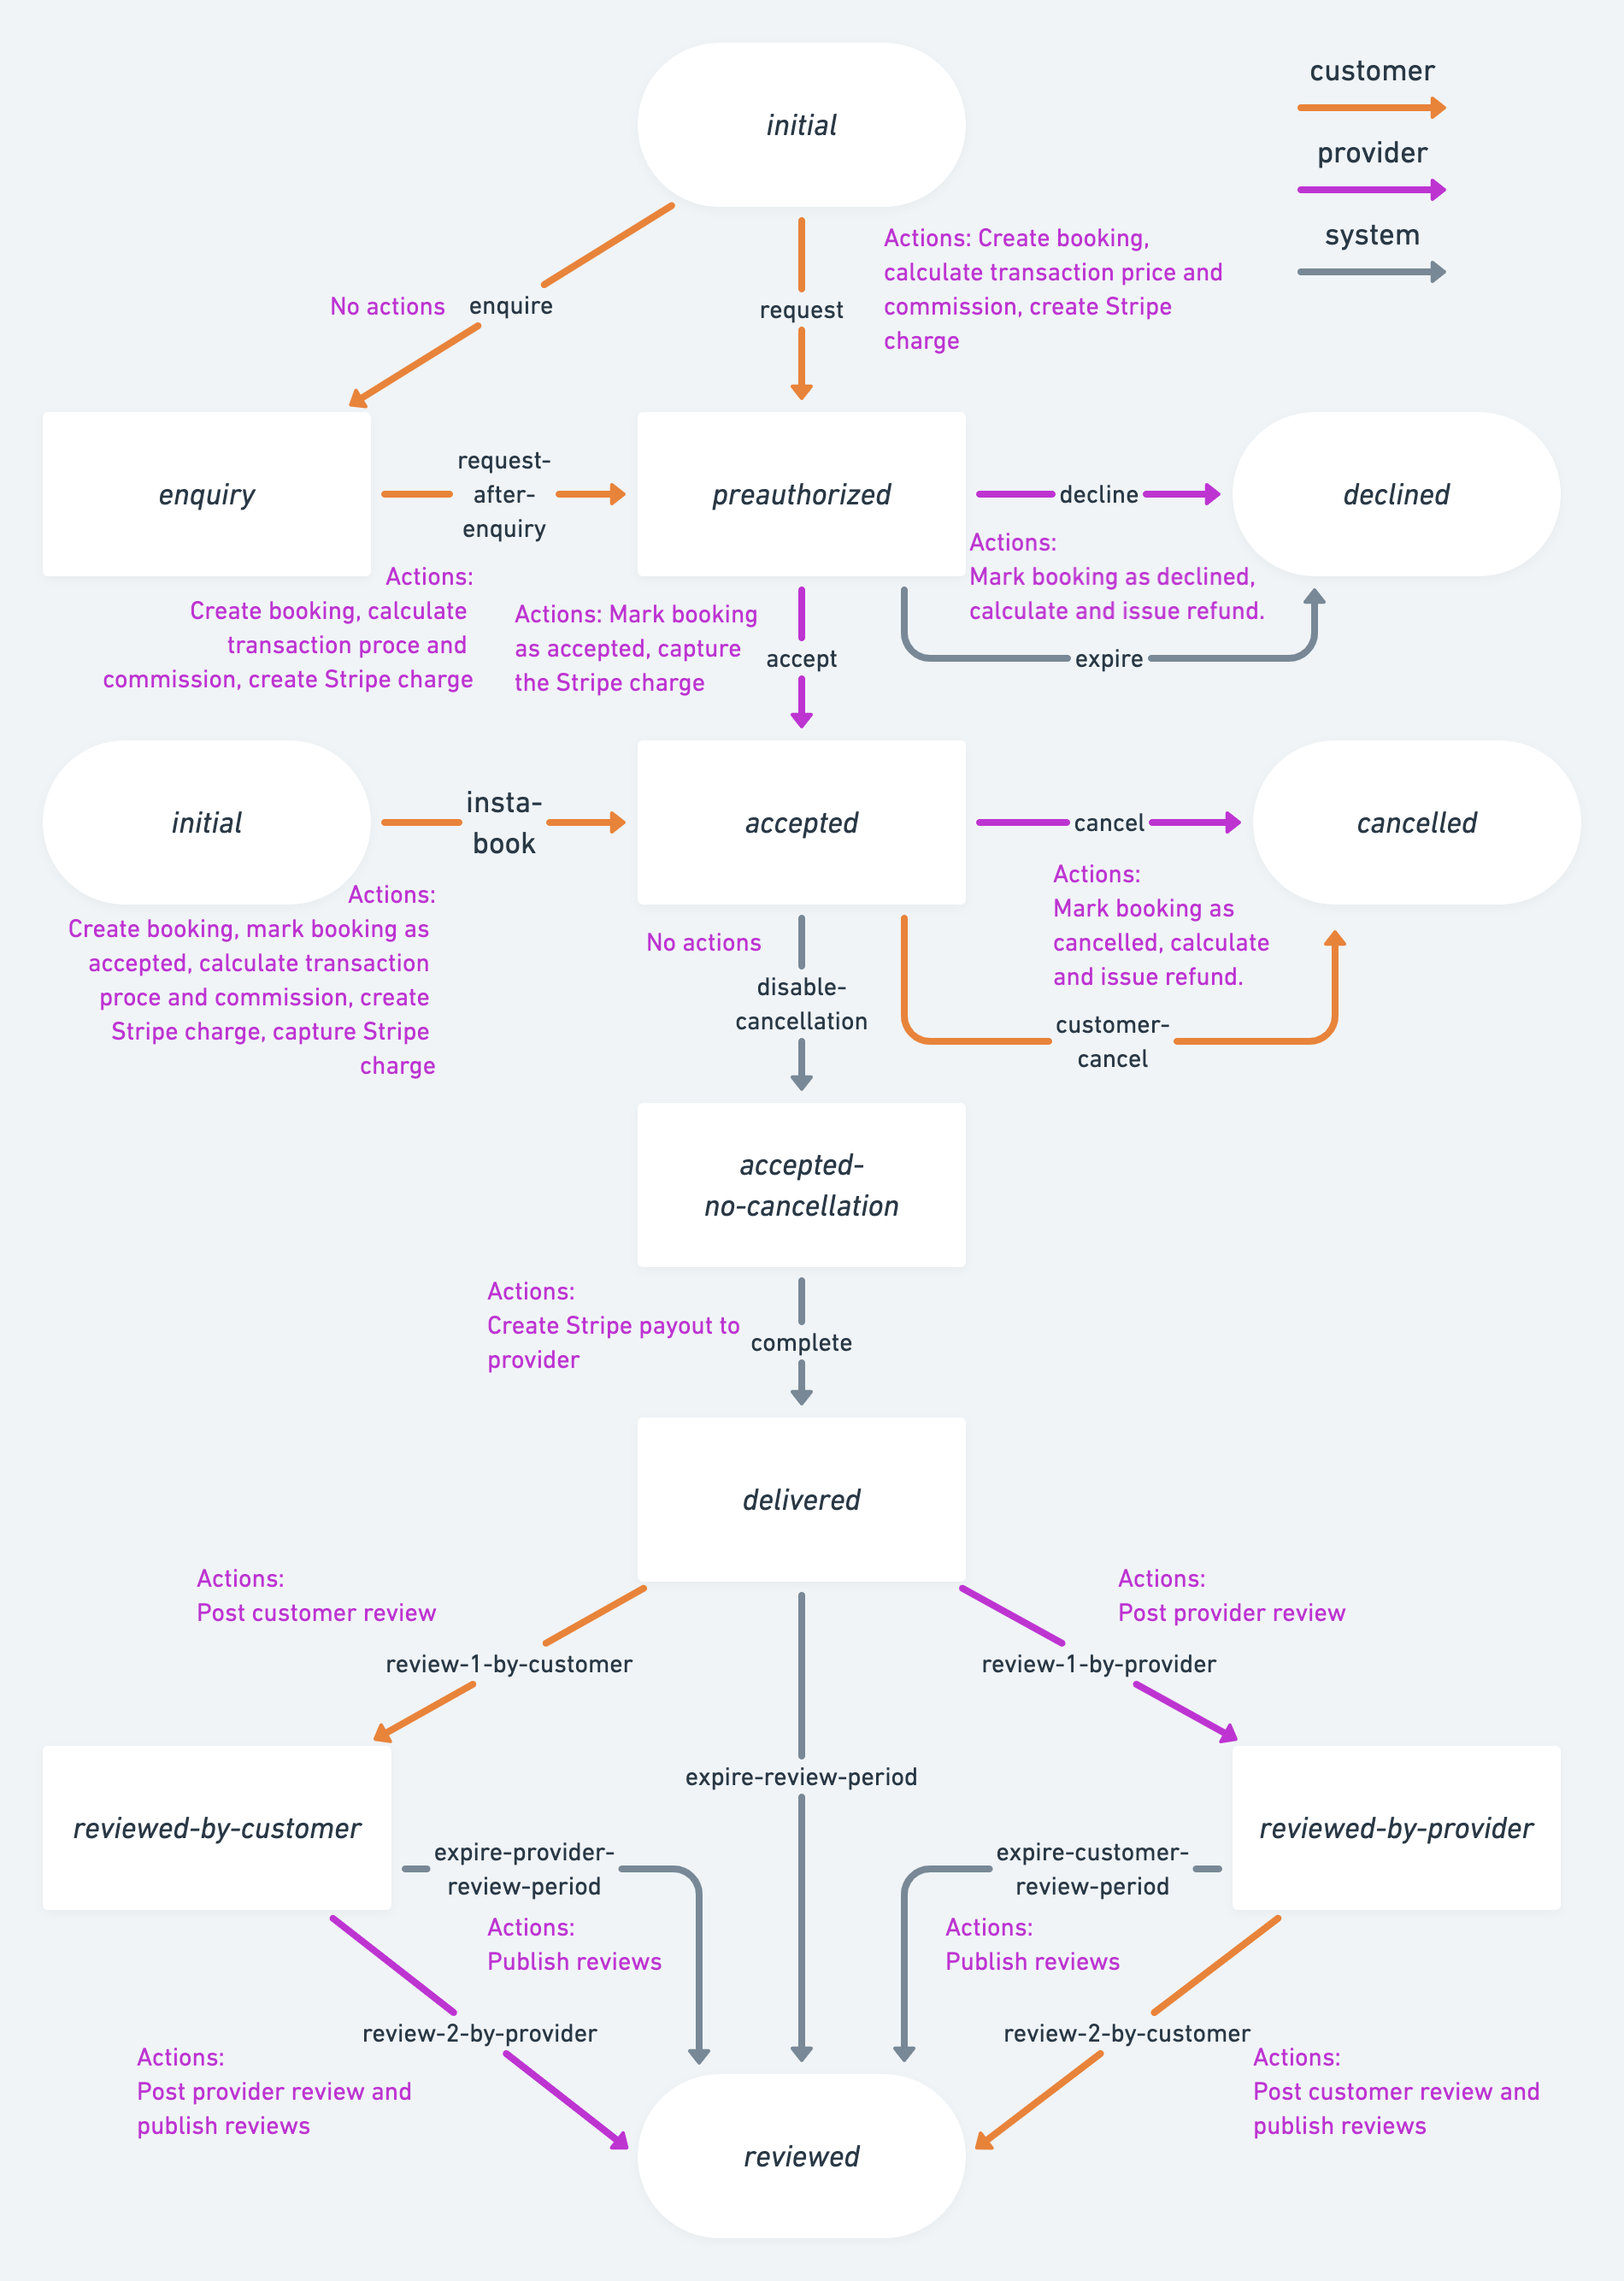 initial
customer
provider
system
Actions: Create booking,
calculate transaction price and
commission, create Stripe
charge
No actions
enquire
request
enquiry
request-
after-
enquiry
preauthorized
decline
declined
Actions:
Create booking, calculate
transaction proce and
commission, create Stripe charge
Actions: Mark booking
as accepted, capture
the Stripe charge
accept
Actions:
Mark booking as declined,
calculate and issue refund.
expire
initial
insta-
book
accepted
cancel
cancelled
Actions:
Create booking, mark booking as
accepted, calculate transaction
proce and commission, create
Stripe charge, capture Stripe
charge
No actions
disable-
cancellation
Actions:
Mark booking as
cancelled, calculate
and issue refund.
customer-
cancel
accepted-
no-cancellation
Actions:
Create Stripe payout to
provider
complete
delivered
Actions:
Post customer review
Actions:
Post provider review
review-1-by-customer
review-1-by-provider
expire-review-period
reviewed-by-customer
reviewed-by-provider
expire-provider-
review-period
expire-customer-
review-period
Actions:
Publish reviews
Actions:
Publish reviews
review-2-by-provider
review-2-by-customer
Actions:
Post provider review and
publish reviews
Actions:
Post customer review and
publish reviews
reviewed